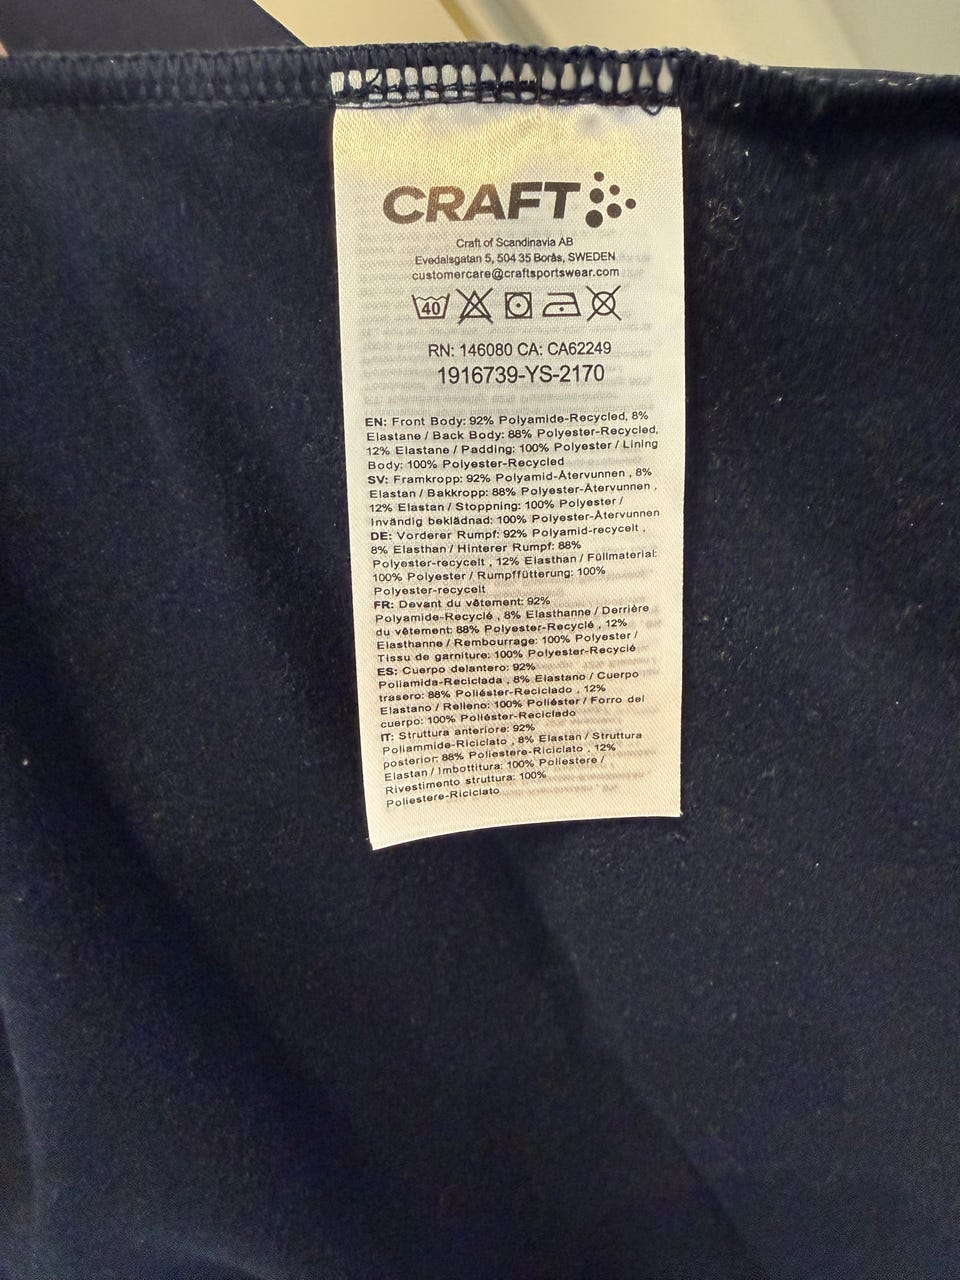 CRAFT
Craft of Scandinavia AB
Evedalsgatan 5, 504 35 Borås, SWEDEN
customercare@craftsportswear.com
40
RN: 146080 CA: CA62249
1916739-YS-2170
EN: Front Body: 92% Polyamide-Recycled, 8%
Elastane / Back Body: 88% Polyester-Recycled,
12% Elastane / Padding: 100% Polyester / Lining
Body: 100% Polyester-Recycled
SV: Framkropp: 92% Polyamid-Återvunnen , 8%
Elastan / Bakkropp: 88% Polyester-Återvunnen ,
12% Elastan / Stoppning: 100% Polyester /
Invändig beklädnad: 100% Polyester-Återvunnen
DE: Vorderer Rumpf: 92% Polyamid-recycelt ,
8% Elasthan / Hinterer Rumpf: 88%
Polyester-recycelt , 12% Elasthan / Füllmaterial:
100% Polyester / Rumpffütterung: 100%
Polyester-recycelt
FR: Devant du vêtement: 92%
Polyamide-Recyclé , 8% Elasthanne / Derrière
du vêtement: 88% Polyester-Recyclé , 12%
Elasthanne / Rembourrage: 100% Polyester /
Tissu de garniture: 100% Polyester-Recyclé
ES: Cuerpo delantero: 92%
Poliamida-Reciclada , 8% Elastano / Cuerpo
trasero: 88% Poliéster-Reciclado , 12%
Elastano / Relleno: 100% Poliéster / Forro del
cuerpo: 100% Poliéster-Reciclado
IT: Struttura anteriore: 92%
Poliammide-Riciclato , 8% Elastan / Struttura
posterior: 88% Poliestere-Riciclato , 12%
Elastan / Imbottitura: 100% Poliestere /
Rivestimento struttura: 100%
Poliestere-Riciclato